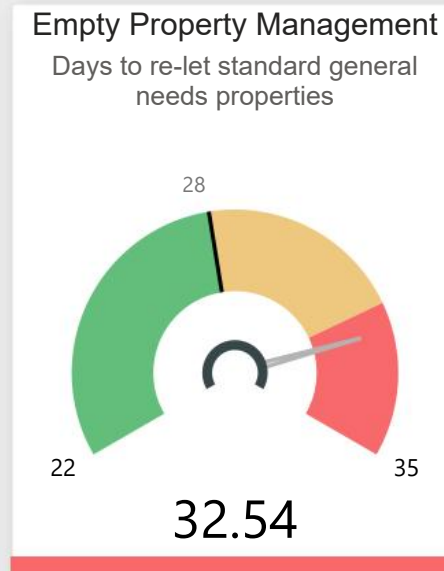 Empty Property Management
Days to re-let standard general
needs properties
28
22
35
32.54